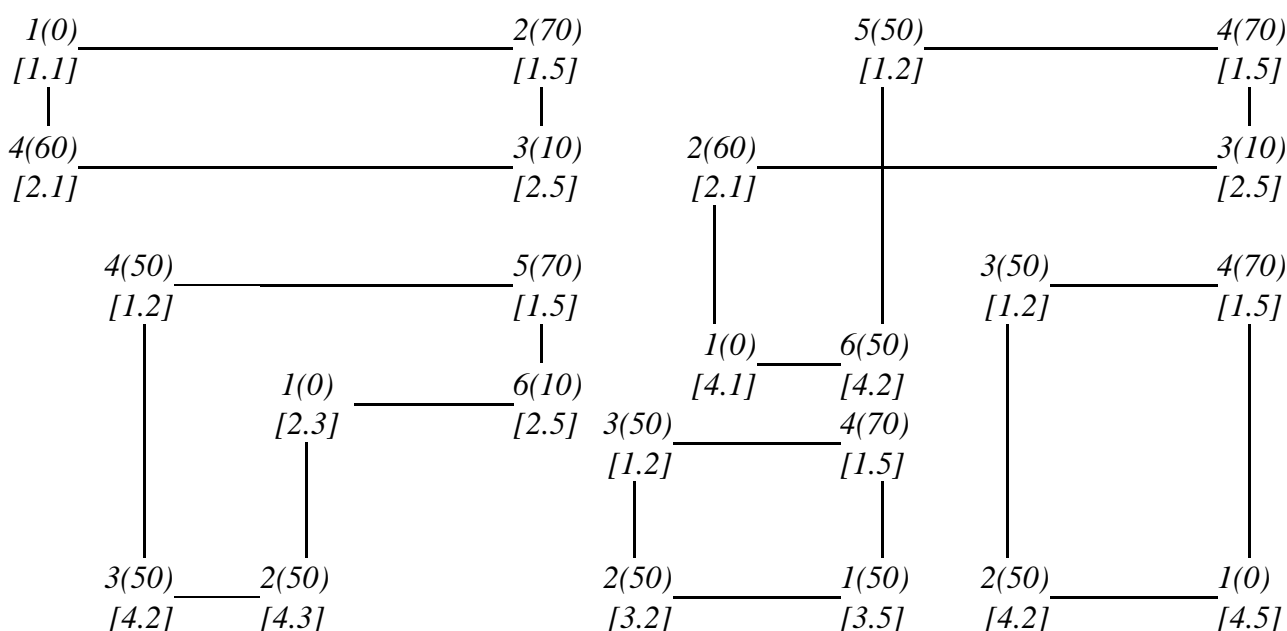 1(0) 2(70) 5(50) 4(70)
[1.1] [1.5] [1.2] [1.5]
4(60) 3(10) 2(60) 3(10)
[2.1] [2.5] [2.1] [2.5]
4(50) 5(70) 3(50) 4(70)
[1.2] [1.5] [1.2] [1.5]
1(0) 6(50)
[4.1] [4.2]
1(0) 6(10)
[2.3] [2.5]
3(50) 4(70)
[1.2] [1.5]
3(50) 2(50) 2(50) 1(50) 2(50) 1(0)
[4.2] [4.3] [3.2] [3.5] [4.2] [4.5]